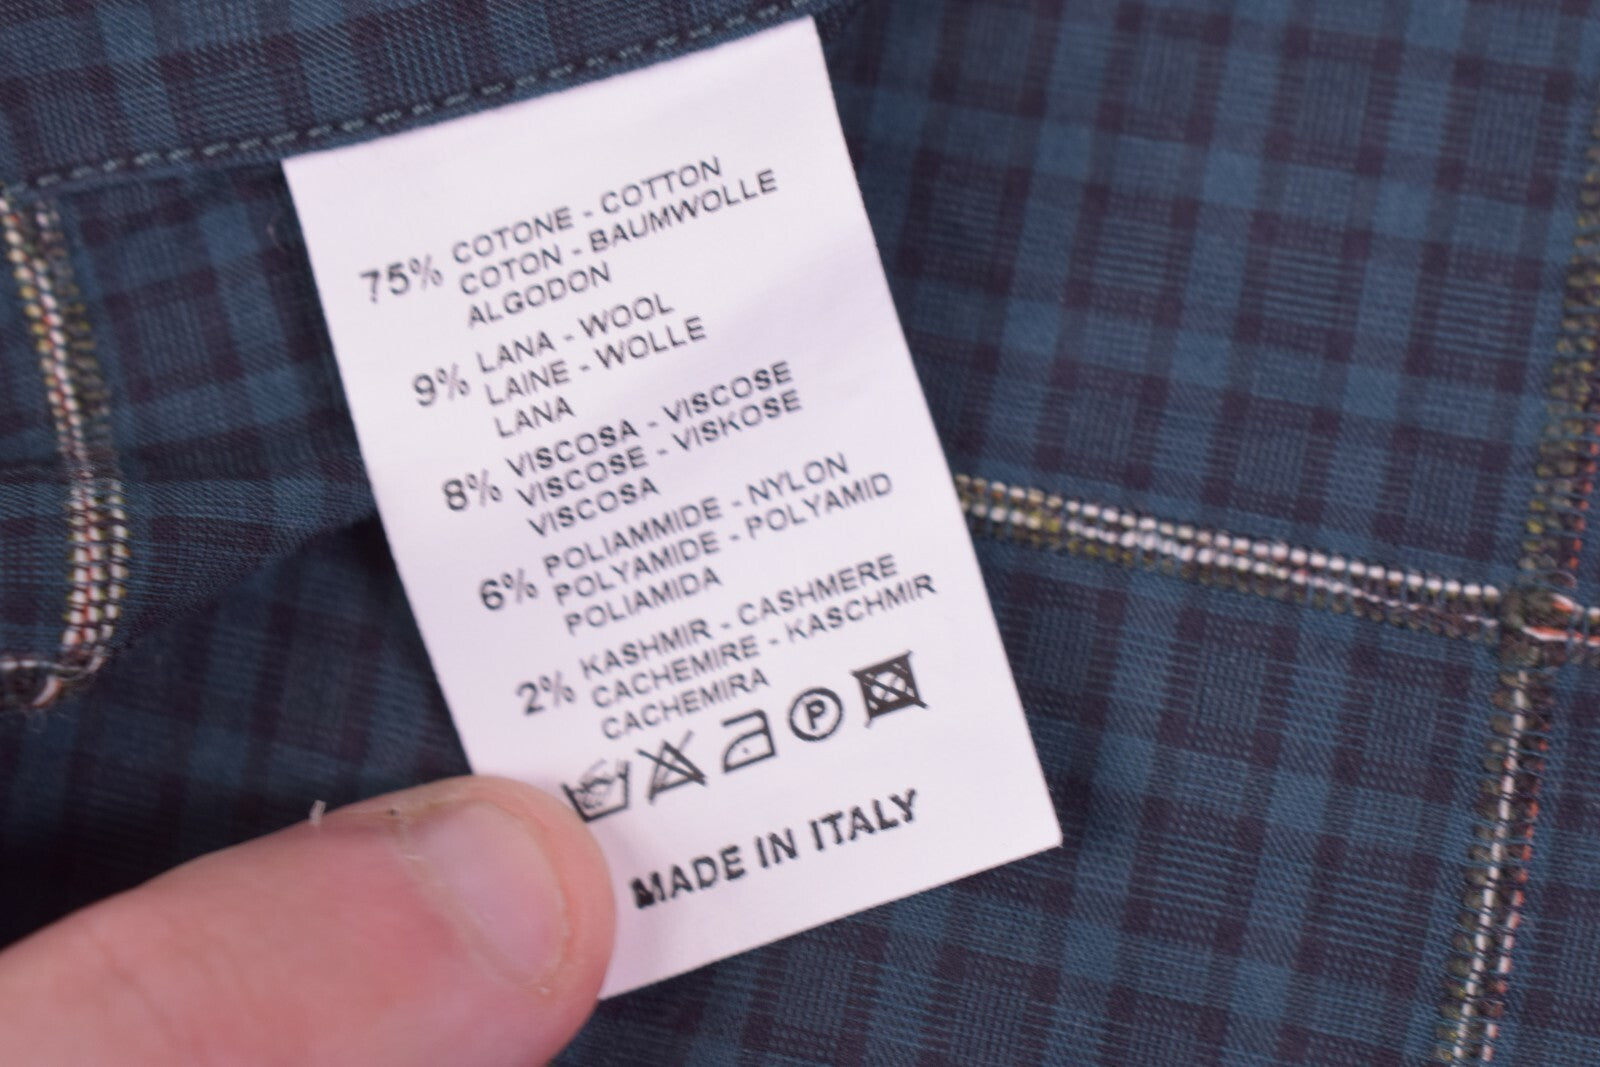 75% COTONE - COTTON
COTON - BAUMWOLLE
ALGODON
9% LANA - WOOL
LAINE - WOLLE
LANA
8% VISCOSA - VISCOSE
VISCOSE - VISKOSE
VISCOSA
6% POLIAMMIDE - NYLON
POLYAMIDE - POLYAMID
POLIAMIDA
2% KASHMIR - CASHMERE
CACHEMIRE - KASCHMIR
CACHEMIRA
P
MADE IN ITALY